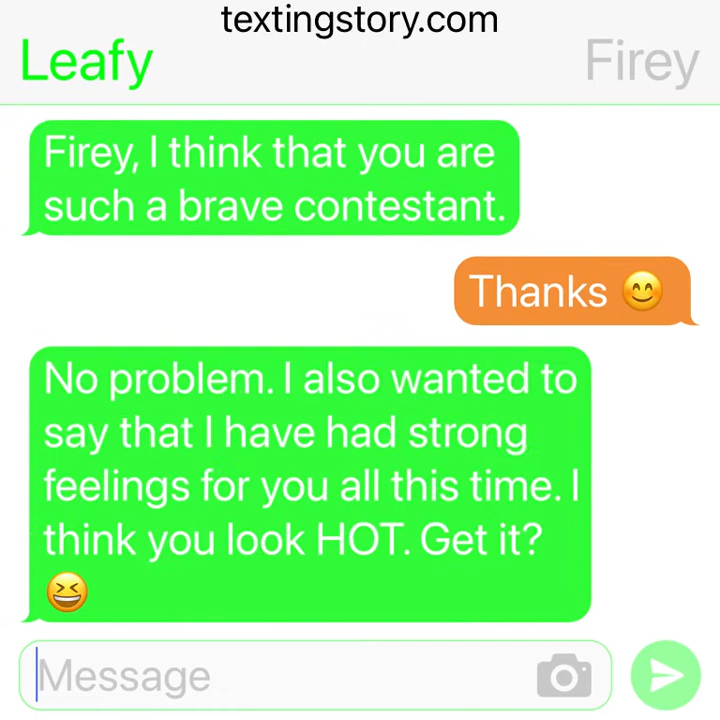 textingstory.com
Leafy
Firey
Firey, I think that you are
such a brave contestant.
Thanks 😊
No problem. I also wanted to
say that I have had strong
feelings for you all this time. I
think you look HOT. Get it?
😆
Message